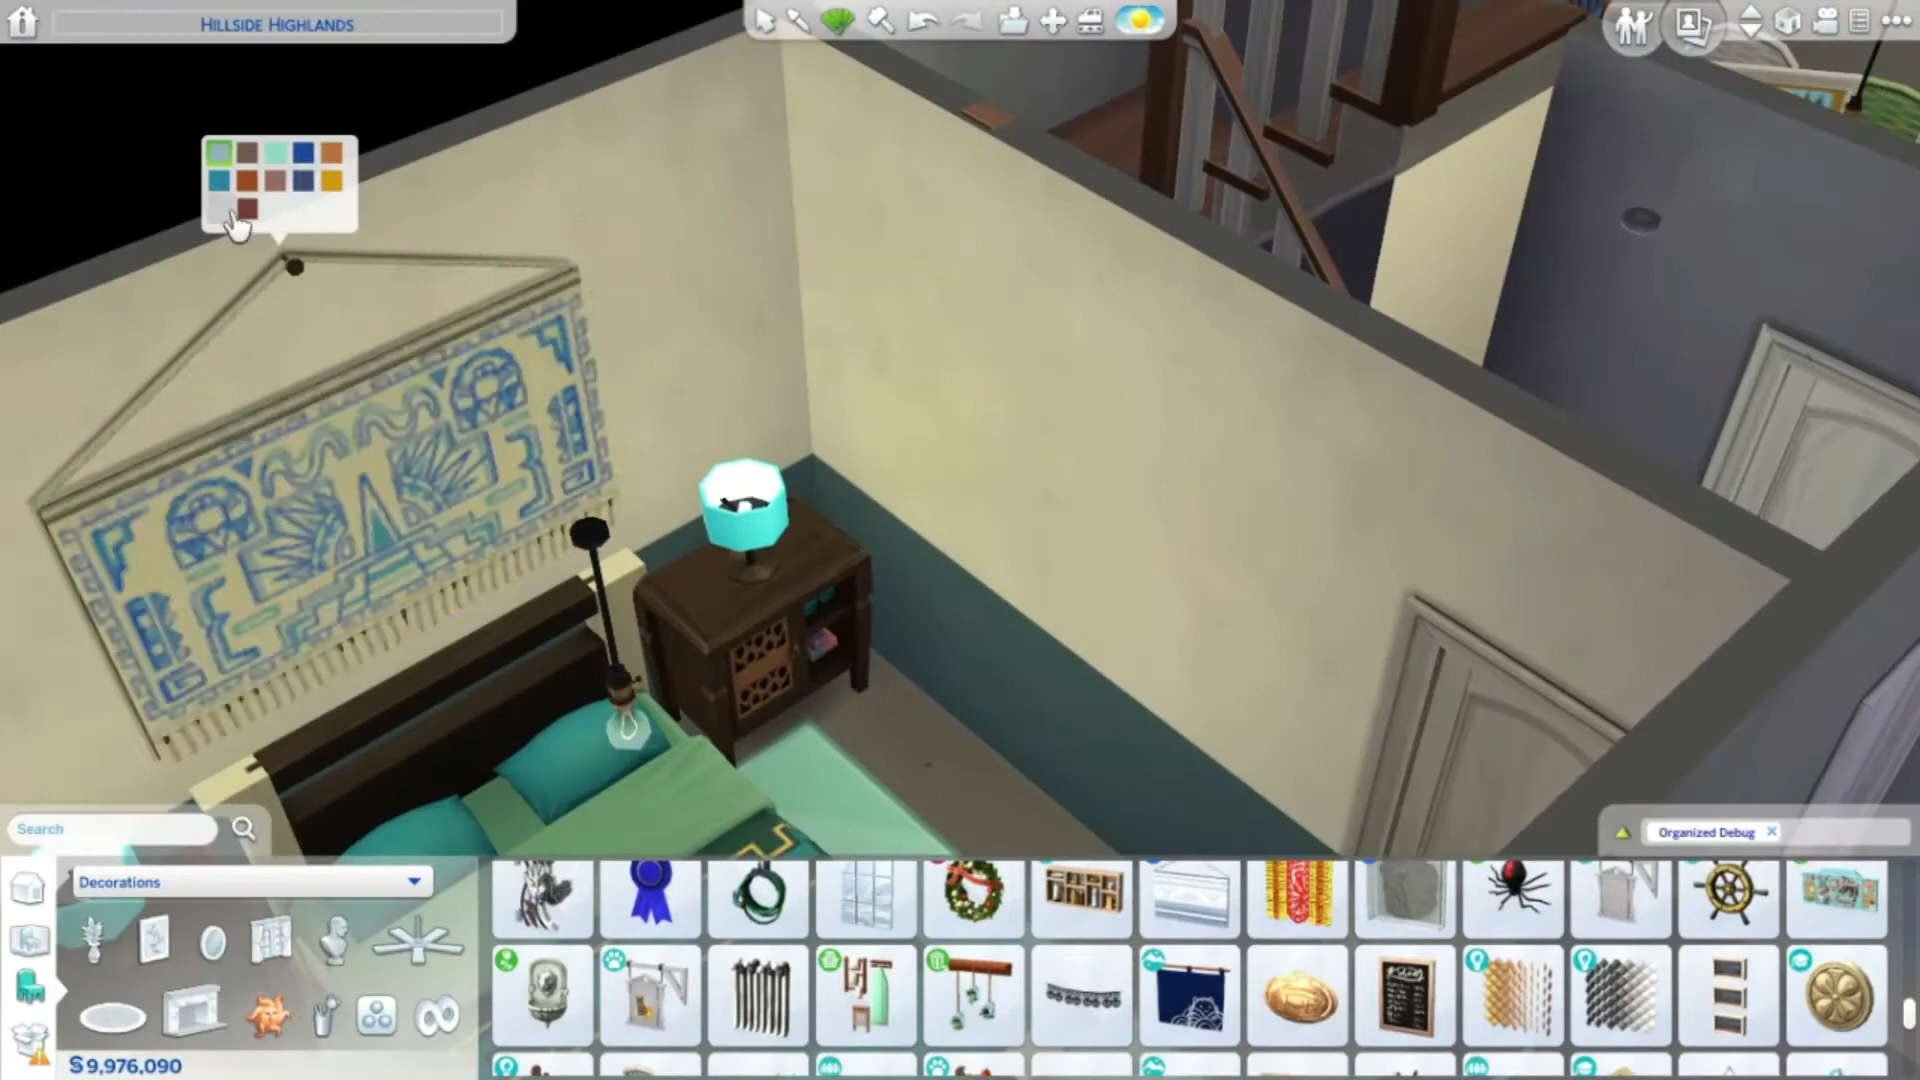 HILLSIDE HIGHLANDS
Search
Organized Debug
Decorations
§9,976,090